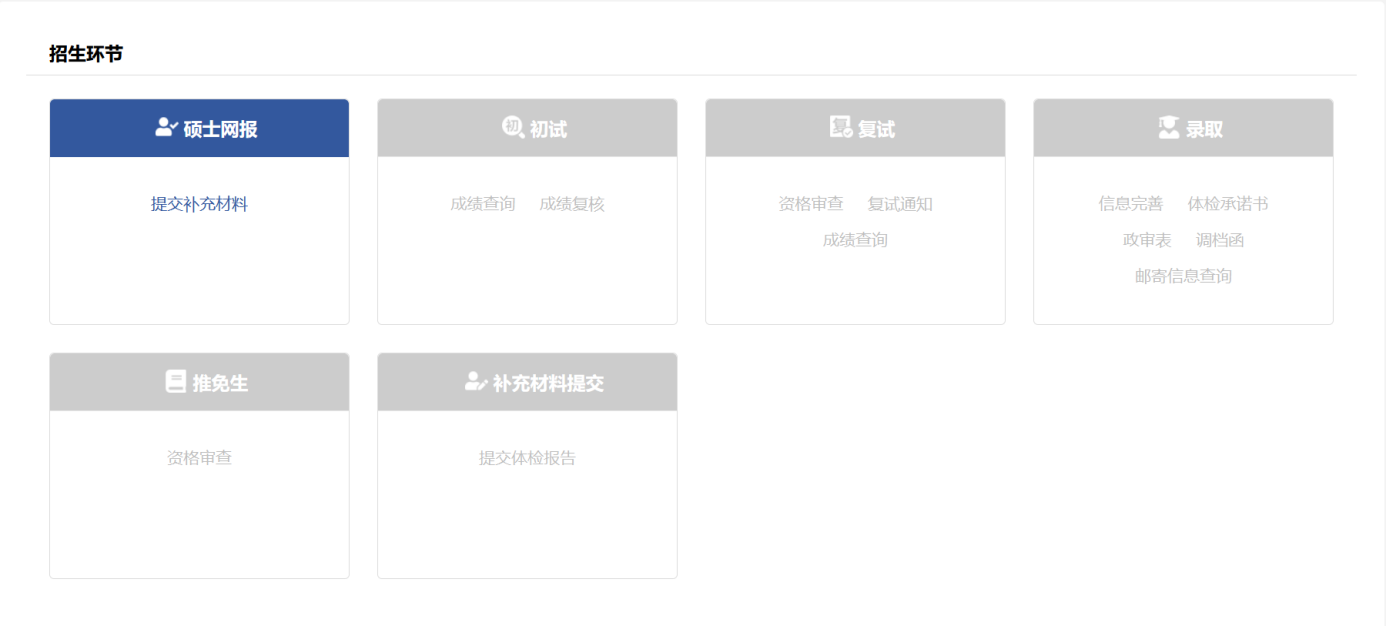 招生环节
硕士网报
提交补充材料
初试
成绩查询 成绩复核
复试
资格审查 复试通知
成绩查询
录取
信息完善 体检承诺书
政审表 调档函
邮寄信息查询
推免生
资格审查
补充材料提交
提交体检报告